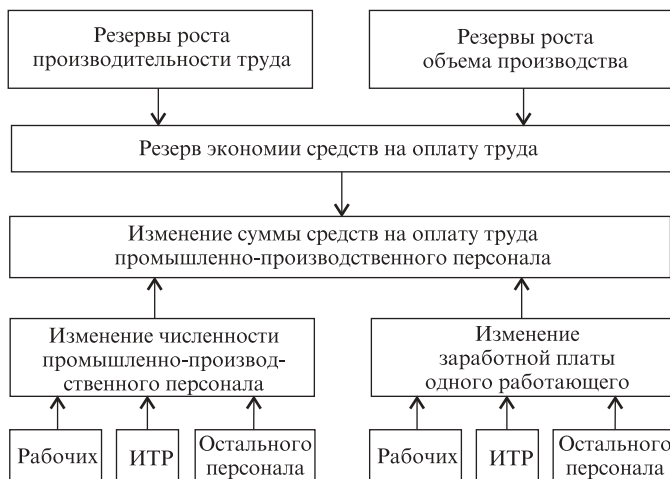 Резервы роста
производительности труда
Резервы роста
объема производства
Резерв экономии средств на оплату труда
Изменение суммы средств на оплату труда
промышленно-производственного персонала
Изменение численности
промышленно-производ-
ственного персонала
Изменение
заработной платы
одного работающего
Рабочих
ИТР
Остального
персонала
Рабочих
ИТР
Остального
персонала